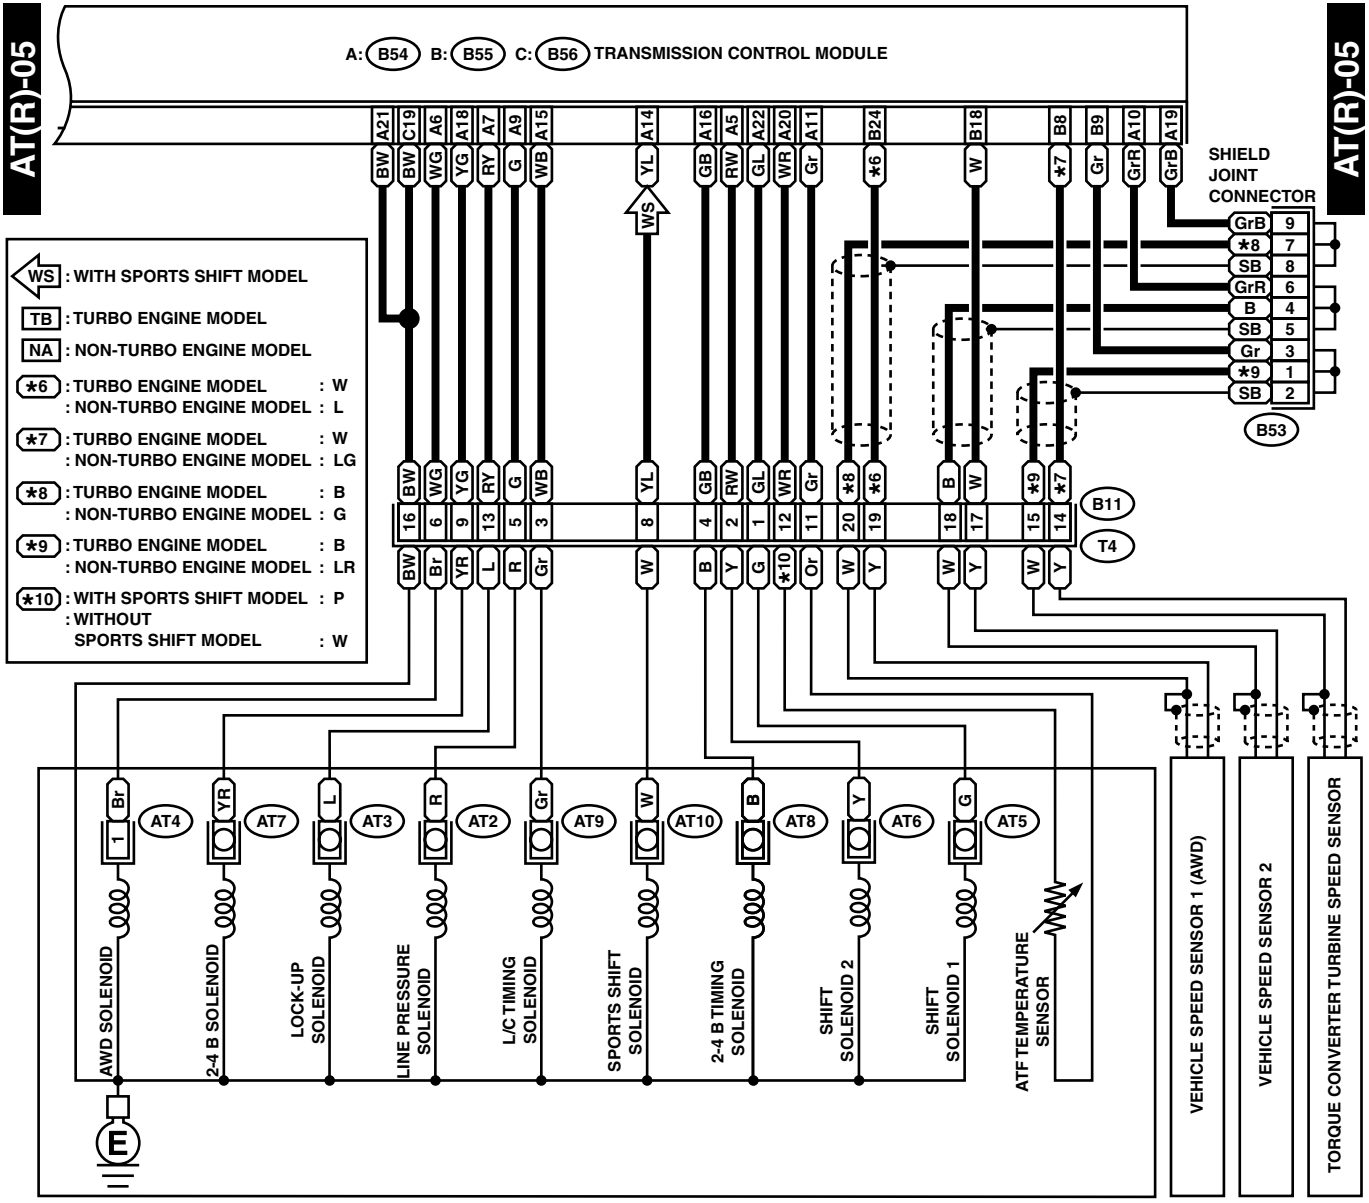 AT(R)-05
AT(R)-05
A: B54 B: B55 C: B56 TRANSMISSION CONTROL MODULE
A21 C19 A6 A18 A7 A9 A15 A14 A16 A5 A22 A20 A11 B24 B18 B8 B9 A10 A19
BW BW WG YG RY G WB YL GB RW GL WR Gr *6 W *7 Gr GrR GrB
WS
SHIELD
JOINT
CONNECTOR
GrB 9
*8 7
SB 8
GrR 6
B 4
SB 5
Gr 3
*9 1
SB 2
B53
WS : WITH SPORTS SHIFT MODEL
TB : TURBO ENGINE MODEL
NA : NON-TURBO ENGINE MODEL
*6 : TURBO ENGINE MODEL : W
: NON-TURBO ENGINE MODEL : L
*7 : TURBO ENGINE MODEL : W
: NON-TURBO ENGINE MODEL : LG
*8 : TURBO ENGINE MODEL : B
: NON-TURBO ENGINE MODEL : G
*9 : TURBO ENGINE MODEL : B
: NON-TURBO ENGINE MODEL : LR
*10 : WITH SPORTS SHIFT MODEL : P
: WITHOUT
SPORTS SHIFT MODEL : W
BW WG YG RY G WB YL GB RW GL WR Gr *8 *6 B W *9 *7
16 6 9 13 5 3 8 4 2 1 12 11 20 19 18 17 15 14
B11
T4
BW Br YR L R Gr W B Y G *10 Or W Y W Y W Y
Br YR L R Gr W B Y G
1
AT4 AT7 AT3 AT2 AT9 AT10 AT8 AT6 AT5
AWD SOLENOID
2-4 B SOLENOID
LOCK-UP
SOLENOID
LINE PRESSURE
SOLENOID
L/C TIMING
SOLENOID
SPORTS SHIFT
SOLENOID
2-4 B TIMING
SOLENOID
SHIFT
SOLENOID 2
SHIFT
SOLENOID 1
ATF TEMPERATURE
SENSOR
VEHICLE SPEED SENSOR 1 (AWD)
VEHICLE SPEED SENSOR 2
TORQUE CONVERTER TURBINE SPEED SENSOR
E